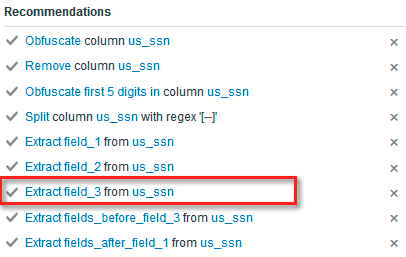 Recommendations
Obfuscate column us_ssn
Remove column us_ssn
Obfuscate first 5 digits in column us_ssn
Split column us_ssn with regex '[--]'
Extract field_1 from us_ssn
Extract field_2 from us_ssn
Extract field_3 from us_ssn
Extract fields_before_field_3 from us_ssn
Extract fields_after_field_1 from us_ssn